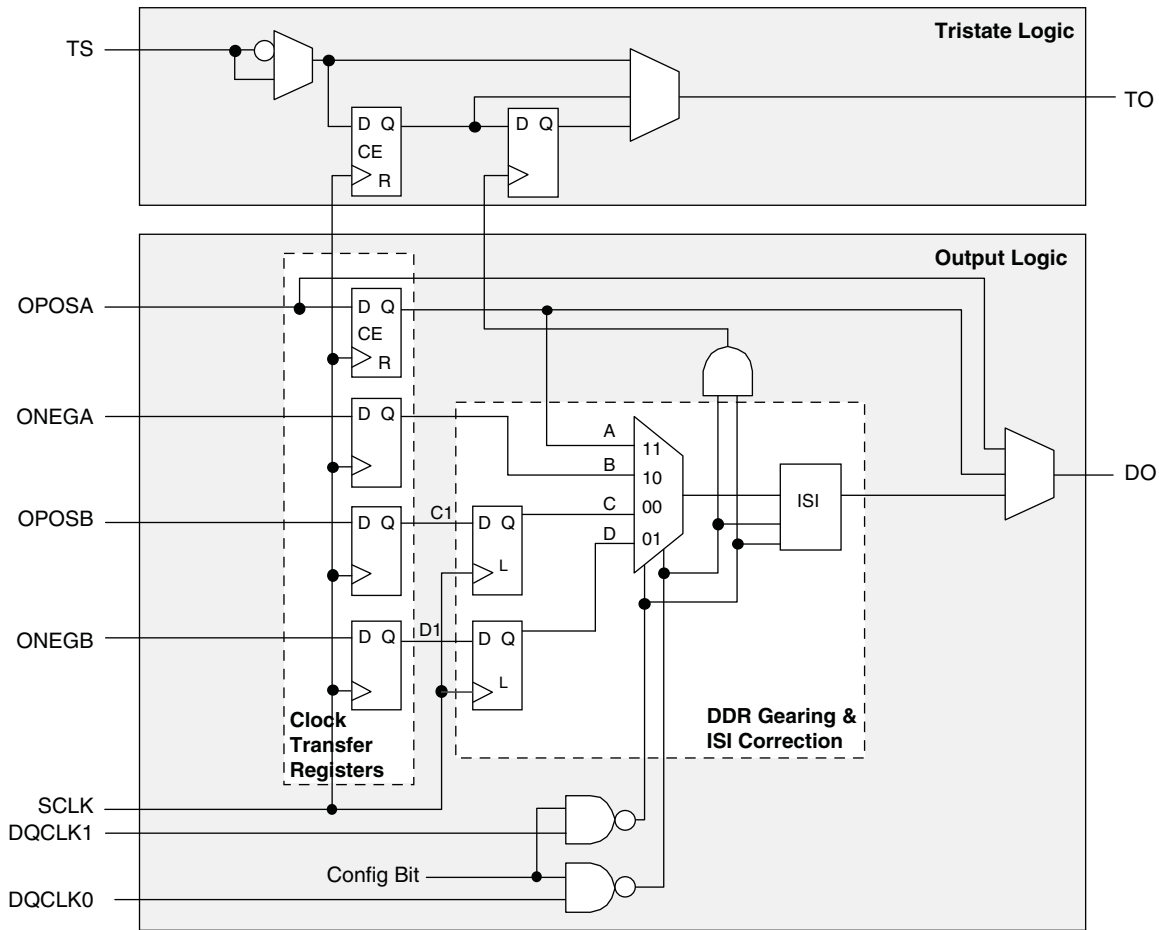 Tristate Logic
TS
TO
D Q
CE
R
D Q
Output Logic
OPOSA
D Q
CE
R
ONEGA
D Q
A
11
B
10
C
00
D
01
ISI
DO
OPOSB
D Q
C1
D Q
L
ONEGB
D Q
D1
D Q
L
Clock
Transfer
Registers
DDR Gearing &
ISI Correction
SCLK
DQCLK1
Config Bit
DQCLK0